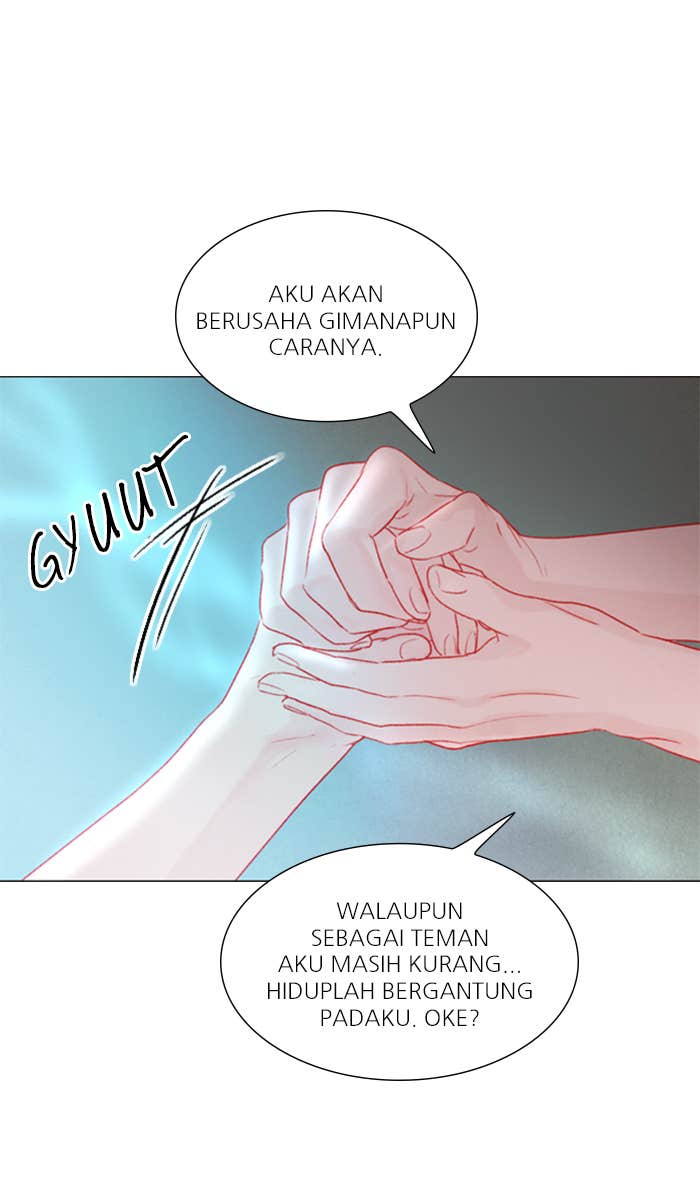 AKU AKAN
BERUSAHA GIMANAPUN
CARANYA.
GYUUT
WALAUPUN
SEBAGAI TEMAN
AKU MASIH KURANG...
HIDUPLAH BERGANTUNG
PADAKU. OKE?